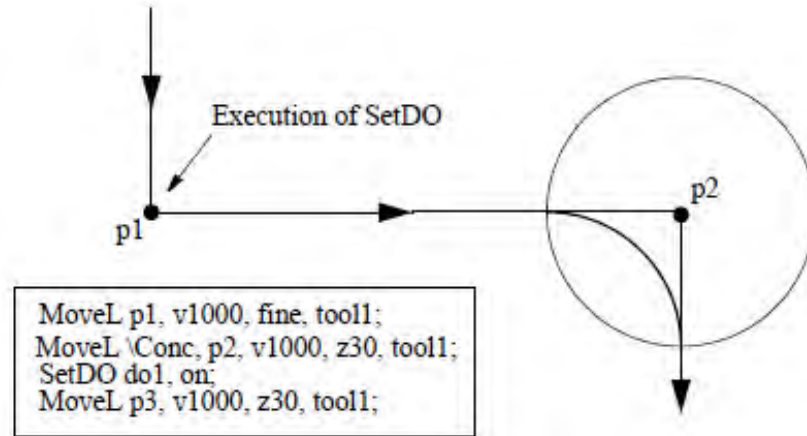 Execution of SetDO
p1
p2
MoveL p1, v1000, fine, tool1;
MoveL \Conc, p2, v1000, z30, tool1;
SetDO do1, on;
MoveL p3, v1000, z30, tool1;